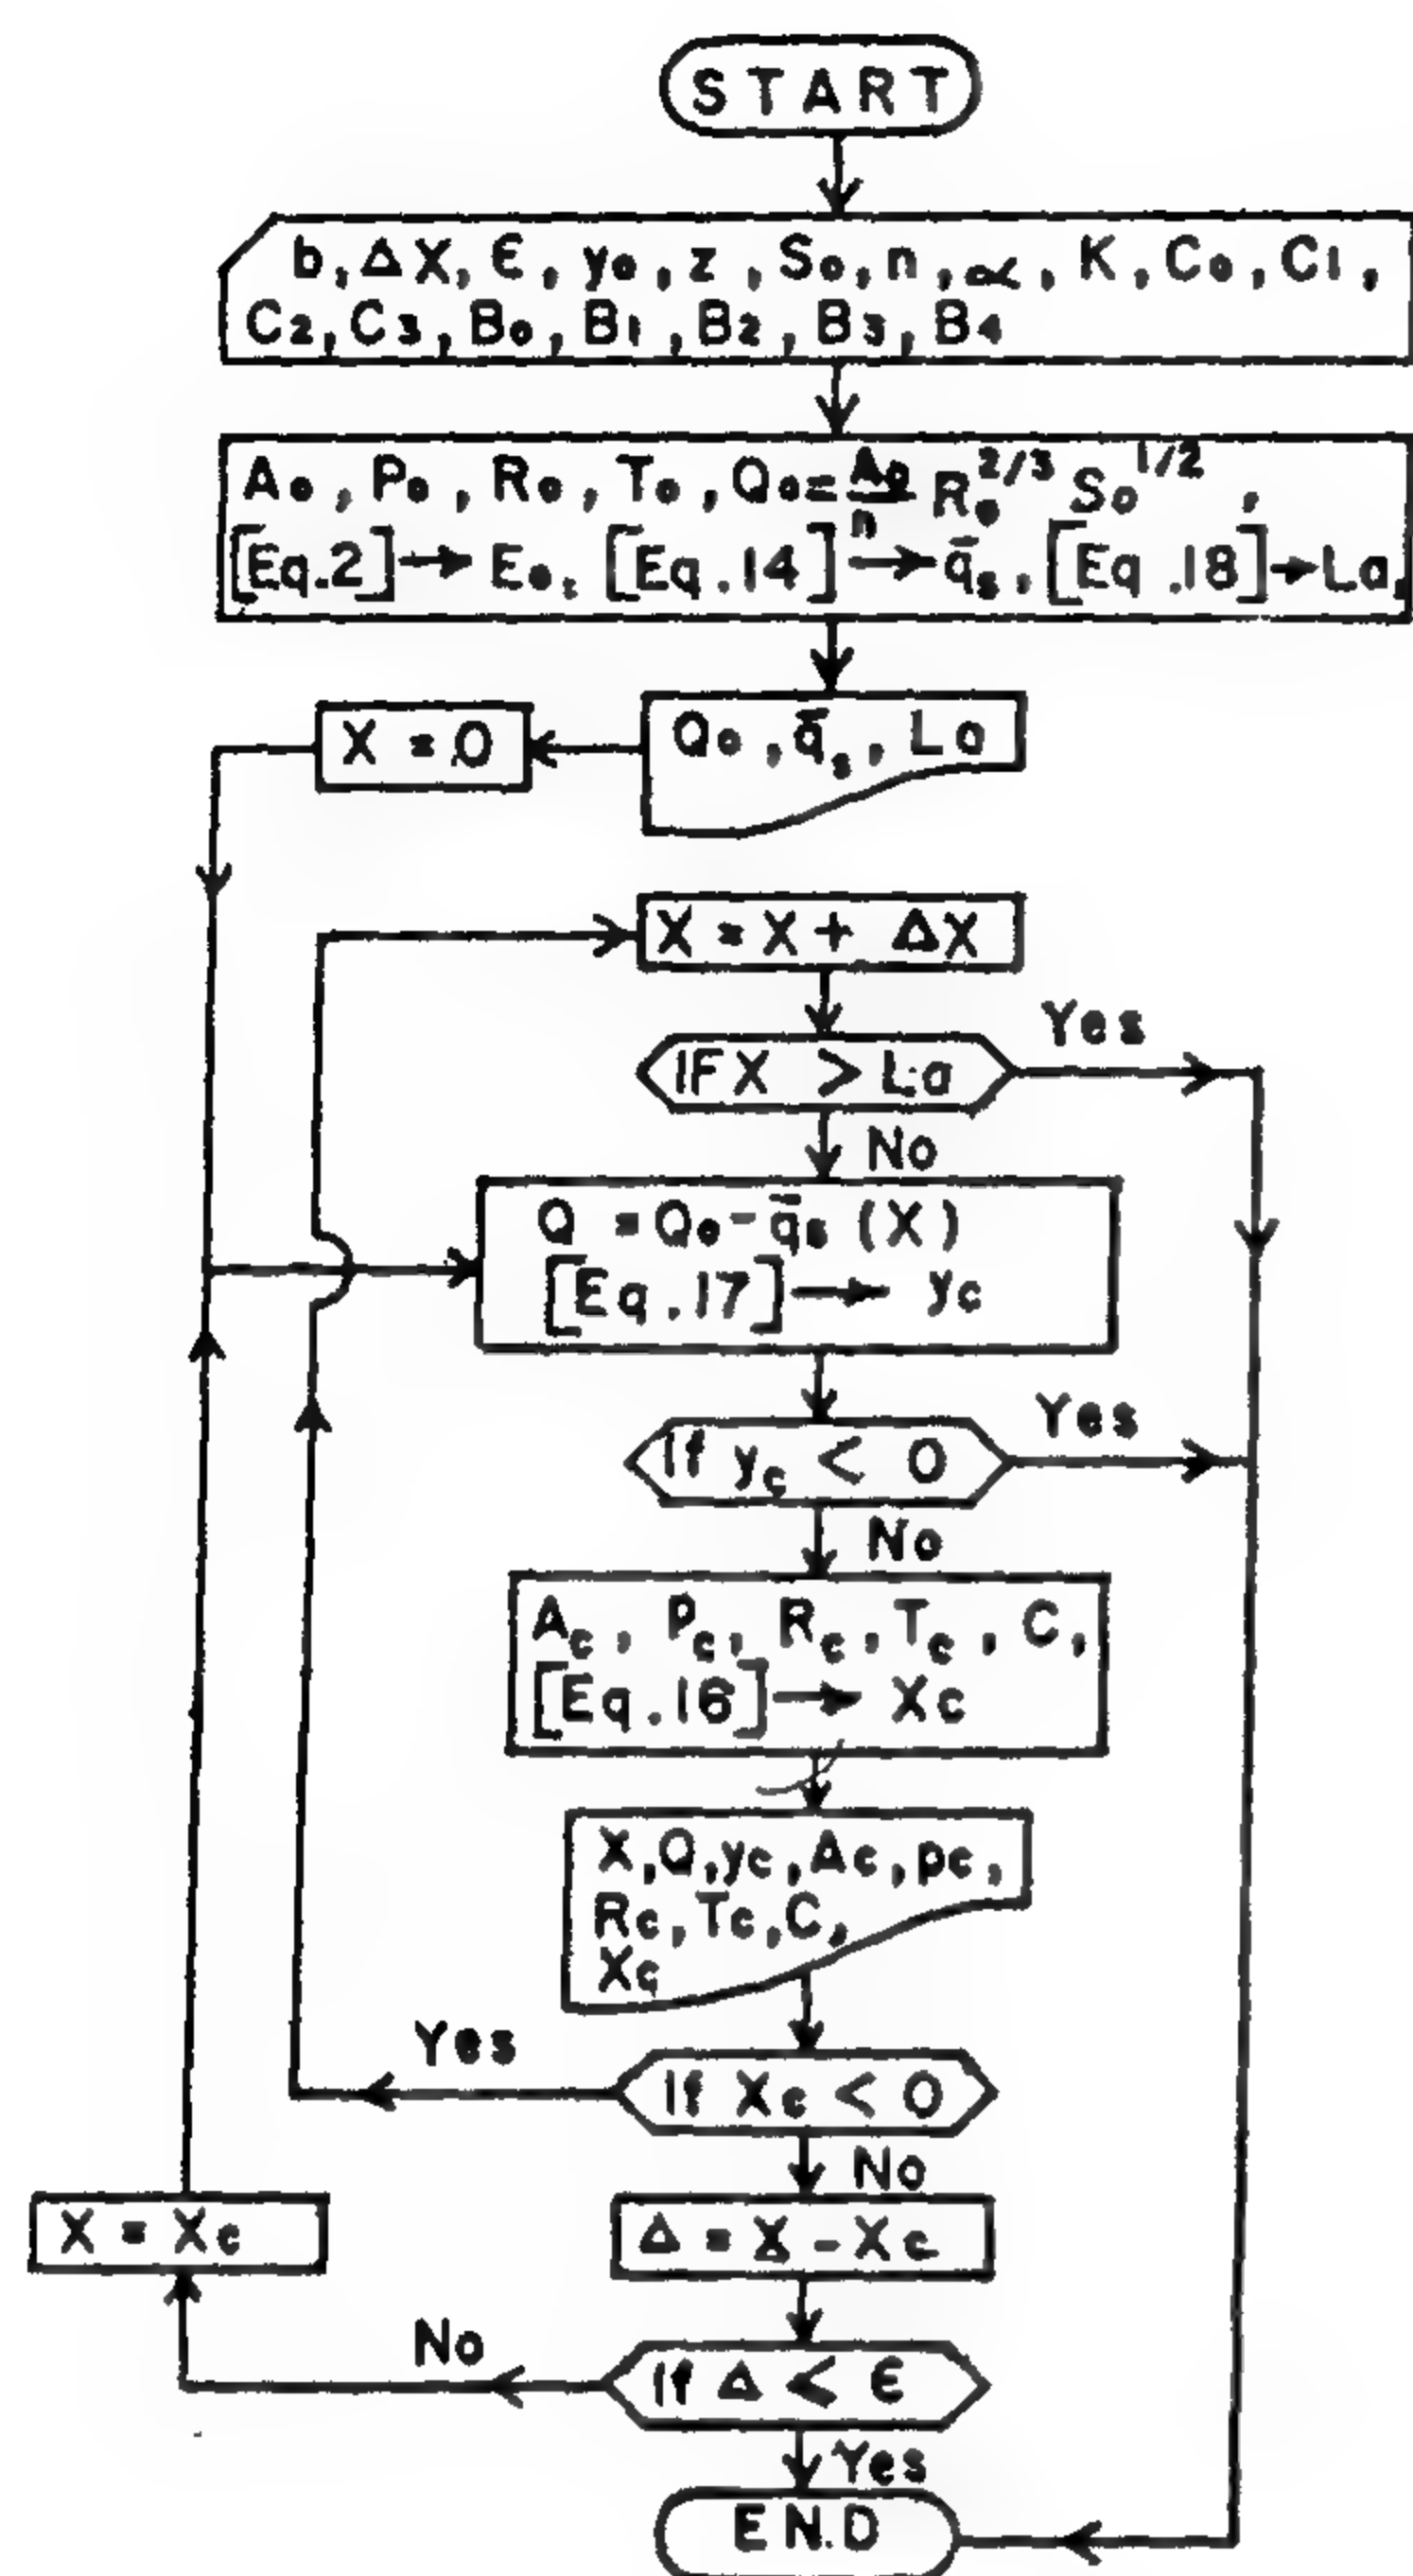 START
b, ΔX, ε, yo, z, So, n, α, K, Co, C1,
C2, C3, Bo, B1, B2, B3, B4
Ao, Po, Ro, To, Qo = Ao/n Ro^2/3 So^1/2,
[Eq.2] → Eo, [Eq.14] → q̄s, [Eq.18] → La,
X = 0
Qo, q̄s, La
X = X + ΔX
IF X > La
Yes
No
Q = Qo - q̄s (X)
[Eq.17] → yc
If yc < 0
Yes
No
Ac, Pc, Rc, Tc, C,
[Eq.16] → Xc
X, Q, yc, Ac, pc,
Rc, Tc, C,
Xc
Yes
If Xc < 0
No
X = Xc
Δ = X - Xc
No
If Δ < ε
Yes
END